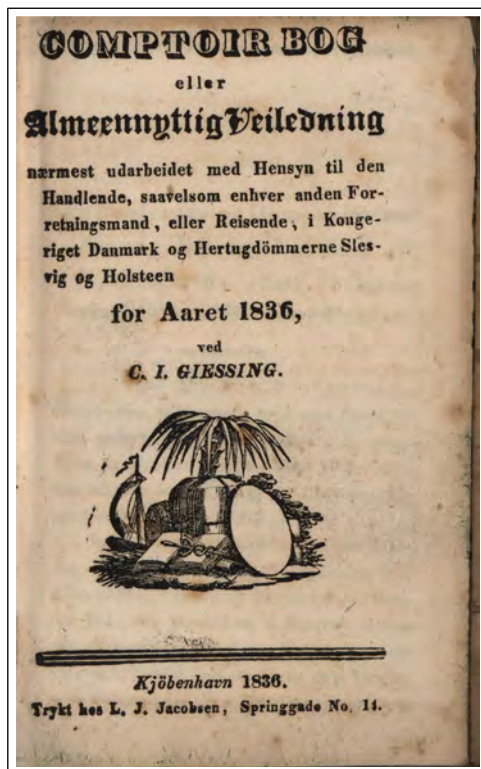 COMPTOIR BOG
eller
Almeennyttig Veiledning
nærmest udarbeidet med Hensyn til den
Handlende, saavelsom enhver anden For-
retningsmand, eller Reisende, i Konge-
riget Danmark og Hertugdömmerne Sles-
vig og Holsteen
for Aaret 1836,
ved
C. I. GIESSING.
Kjöbenhavn 1836.
Trykt hos L. J. Jacobsen, Springgade No. 14.